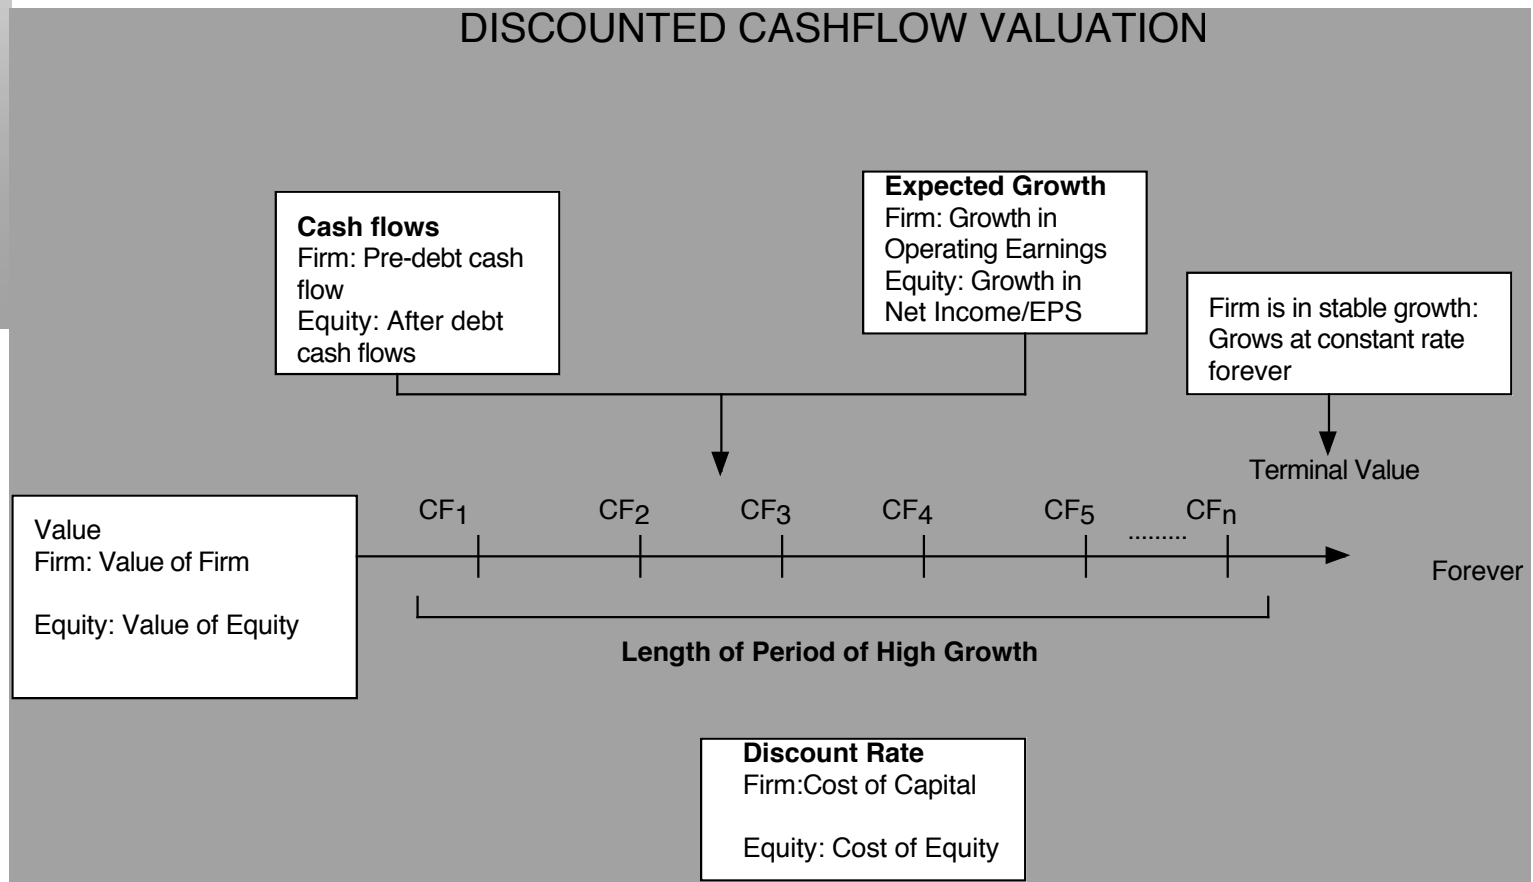 DISCOUNTED CASHFLOW VALUATION
Cash flows
Firm: Pre-debt cash
flow
Equity: After debt
cash flows
Expected Growth
Firm: Growth in
Operating Earnings
Equity: Growth in
Net Income/EPS
Firm is in stable growth:
Grows at constant rate
forever
Terminal Value
CF1 CF2 CF3 CF4 CF5 ......... CFn
Forever
Value
Firm: Value of Firm
Equity: Value of Equity
Length of Period of High Growth
Discount Rate
Firm:Cost of Capital
Equity: Cost of Equity